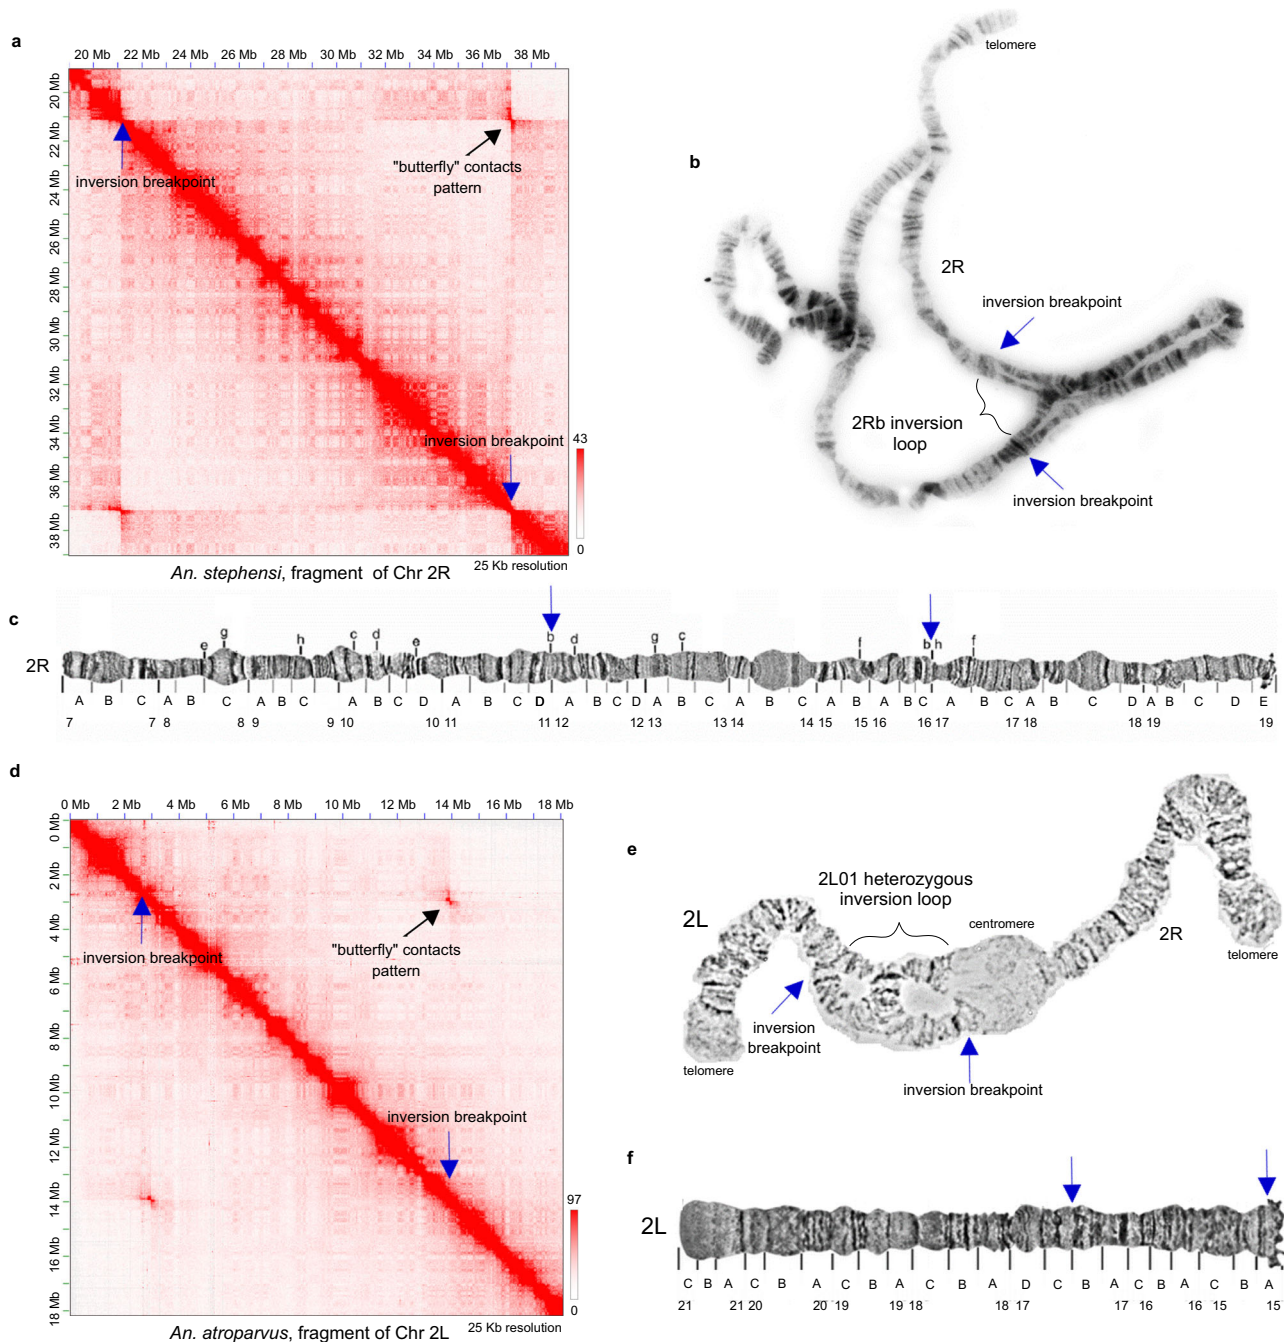 a
20 Mb 22 Mb 24 Mb 26 Mb 28 Mb 30 Mb 32 Mb 34 Mb 36 Mb 38 Mb
20 Mb
22 Mb
24 Mb
26 Mb
28 Mb
30 Mb
32 Mb
34 Mb
36 Mb
38 Mb
inversion breakpoint
"butterfly" contacts
pattern
inversion breakpoint
43
0
An. stephensi, fragment of Chr 2R
25 Kb resolution
b
telomere
2R
inversion breakpoint
2Rb inversion
loop
inversion breakpoint
c
2R
e g h c d e b d g c f b h f
A B C A B C A B C A B C D A B C D A B C D A B C A B C A B A B C A B C A B C D A B C D E
7 7 8 8 9 9 10 10 11 11 12 12 13 13 14 14 15 15 16 16 17 17 18 18 19 19
d
0 Mb 2 Mb 4 Mb 6 Mb 8 Mb 10 Mb 12 Mb 14 Mb 16 Mb 18 Mb
0 Mb
2 Mb
4 Mb
6 Mb
8 Mb
10 Mb
12 Mb
14 Mb
16 Mb
18 Mb
inversion breakpoint
"butterfly" contacts
pattern
inversion breakpoint
97
0
An. atroparvus, fragment of Chr 2L
25 Kb resolution
e
2L
2L01 heterozygous
inversion loop
centromere
2R
telomere
inversion
breakpoint
telomere
inversion breakpoint
f
2L
C B A C B A C B A C B A D C B A C B A C B A
21 21 20 20 19 19 18 18 17 17 16 16 15 15